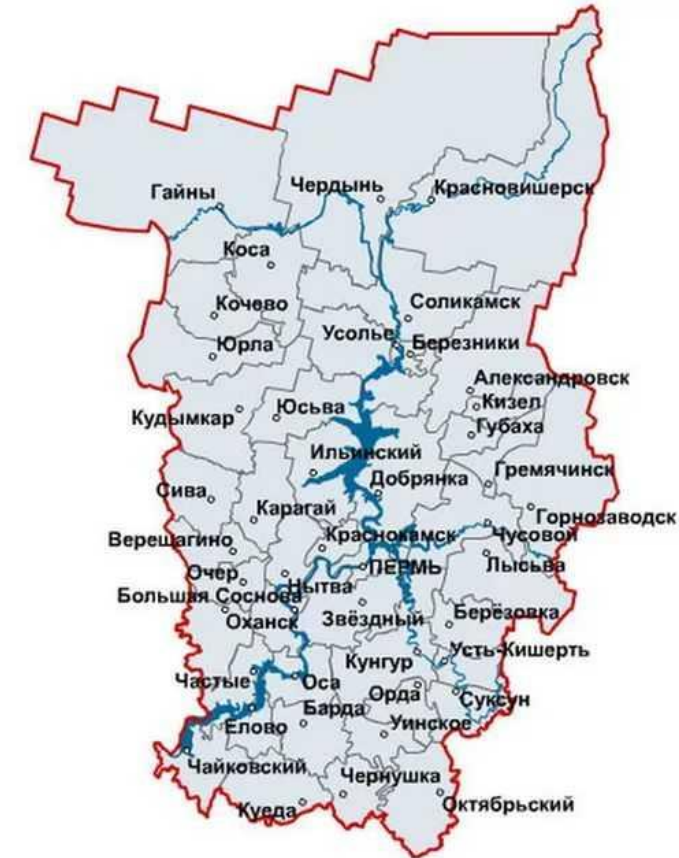 Гайны
Чердынь
Красновишерск
Коса
Кочево
Соликамск
Усолье
Березники
Юрла
Александровск
Кизел
Юсьва
Кудымкар
Губаха
Ильинский
Гремячинск
Добрянка
Сива
Карагай
Горнозаводск
Верещагино
Краснокамск
Чусовой
ПЕРМЬ
Лысьва
Очер
Нытва
Большая Соснова
Оханск
Звёздный
Берёзовка
Усть-Кишерть
Кунгур
Частые
Оса
Орда
Суксун
Барда
Елово
Уинское
Чайковский
Чернушка
Куеда
Октябрьский